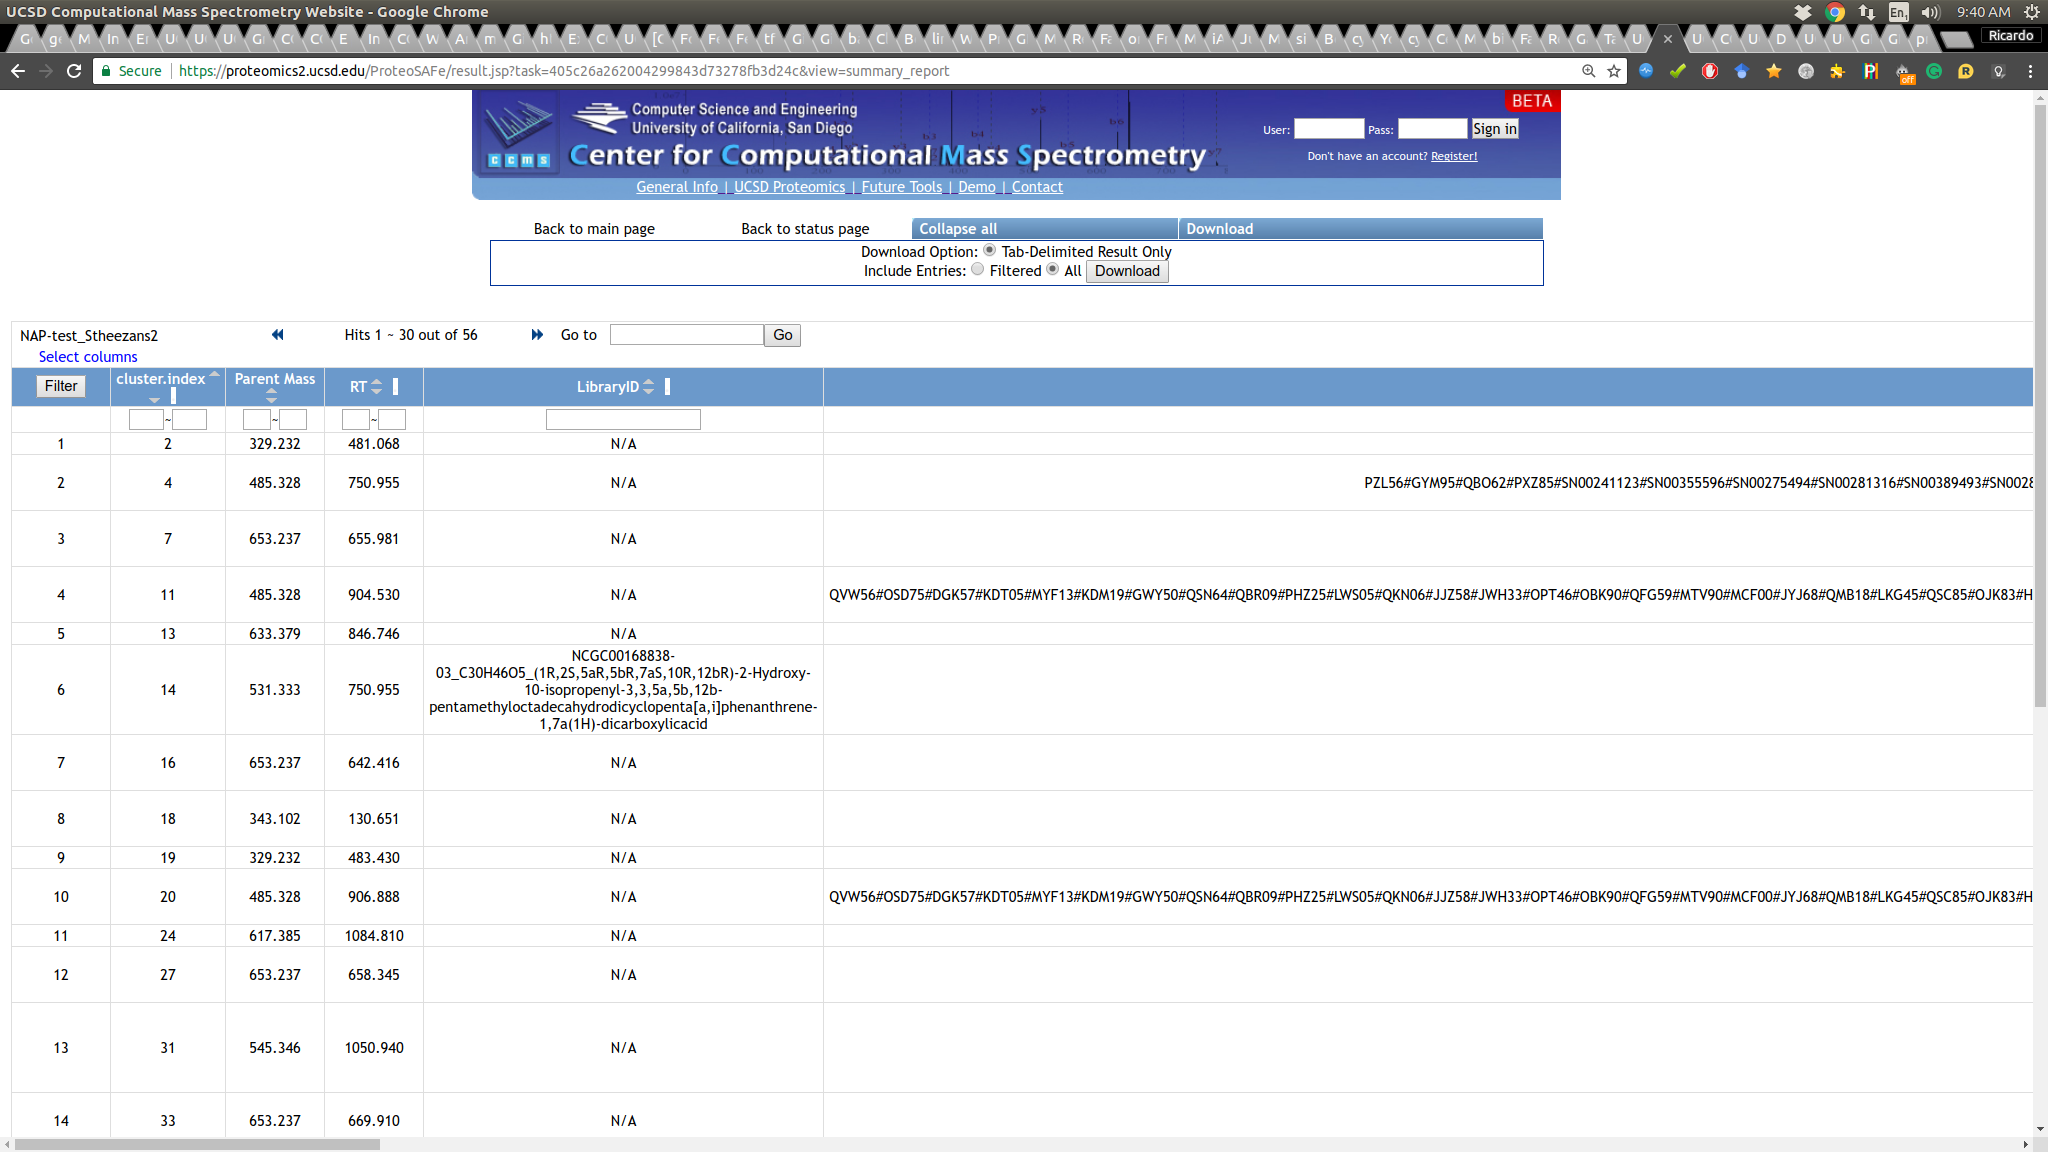 UCSD Computational Mass Spectrometry Website - Google Chrome
En₁ 9:40 AM
Ricardo
Secure https://proteomics2.ucsd.edu/ProteoSAFe/result.jsp?task=405c26a262004299843d73278fb3d24c&view=summary_report
BETA
Computer Science and Engineering
University of California, San Diego
Center for Computational Mass Spectrometry
ccms
User: Pass: Sign in
Don't have an account? Register!
General Info | UCSD Proteomics | Future Tools | Demo | Contact
Back to main page Back to status page Collapse all Download
Download Option: Tab-Delimited Result Only
Include Entries: Filtered All Download
NAP-test_Stheezans2 Hits 1 ~ 30 out of 56 Go to Go
Select columns
Filter cluster.index Parent Mass RT LibraryID
~ ~ ~
1 2 329.232 481.068 N/A
2 4 485.328 750.955 N/A PZL56#GYM95#QBO62#PXZ85#SN00241123#SN00355596#SN00275494#SN00281316#SN00389493#SN0028
3 7 653.237 655.981 N/A
4 11 485.328 904.530 N/A QVW56#OSD75#DGK57#KDT05#MYF13#KDM19#GWY50#QSN64#QBR09#PHZ25#LWS05#QKN06#JJZ58#JWH33#OPT46#OBK90#QFG59#MTV90#MCF00#JYJ68#QMB18#LKG45#QSC85#OJK83#H
5 13 633.379 846.746 N/A
6 14 531.333 750.955 NCGC00168838-
03_C30H46O5_(1R,2S,5aR,5bR,7aS,10R,12bR)-2-Hydroxy-
10-isopropenyl-3,3,5a,5b,12b-
pentamethyloctadecahydrodicyclopenta[a,i]phenanthrene-
1,7a(1H)-dicarboxylicacid
7 16 653.237 642.416 N/A
8 18 343.102 130.651 N/A
9 19 329.232 483.430 N/A
10 20 485.328 906.888 N/A QVW56#OSD75#DGK57#KDT05#MYF13#KDM19#GWY50#QSN64#QBR09#PHZ25#LWS05#QKN06#JJZ58#JWH33#OPT46#OBK90#QFG59#MTV90#MCF00#JYJ68#QMB18#LKG45#QSC85#OJK83#H
11 24 617.385 1084.810 N/A
12 27 653.237 658.345 N/A
13 31 545.346 1050.940 N/A
14 33 653.237 669.910 N/A